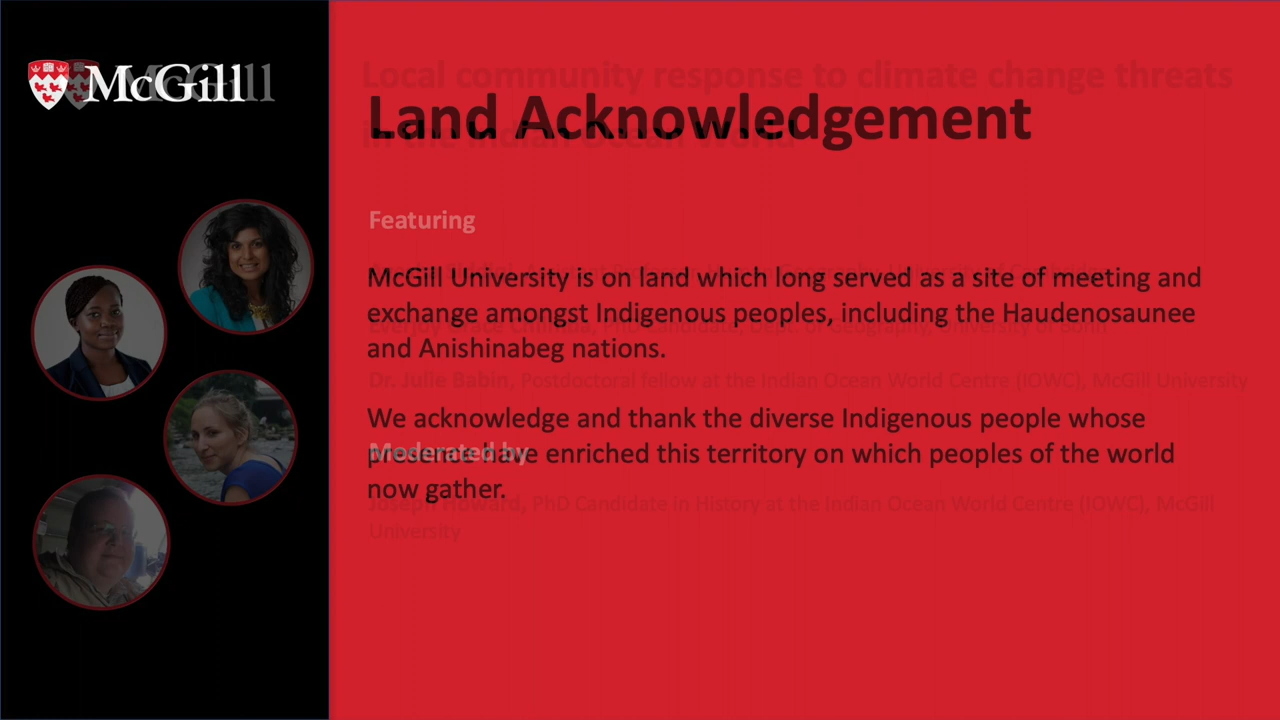 McGill
Local community response to climate change threats
in the Indian Ocean World
Land Acknowledgement
Featuring
McGill University is on land which long served as a site of meeting and
exchange amongst Indigenous peoples, including the Haudenosaunee
and Anishinabeg nations.
Dr. Julie Babin, Postdoctoral fellow at the Indian Ocean World Centre (IOWC), McGill University
We acknowledge and thank the diverse Indigenous people whose
Moderated by
presence have enriched this territory on which peoples of the world
now gather.
Joseph Howard, PhD Candidate in History at the Indian Ocean World Centre (IOWC), McGill
University